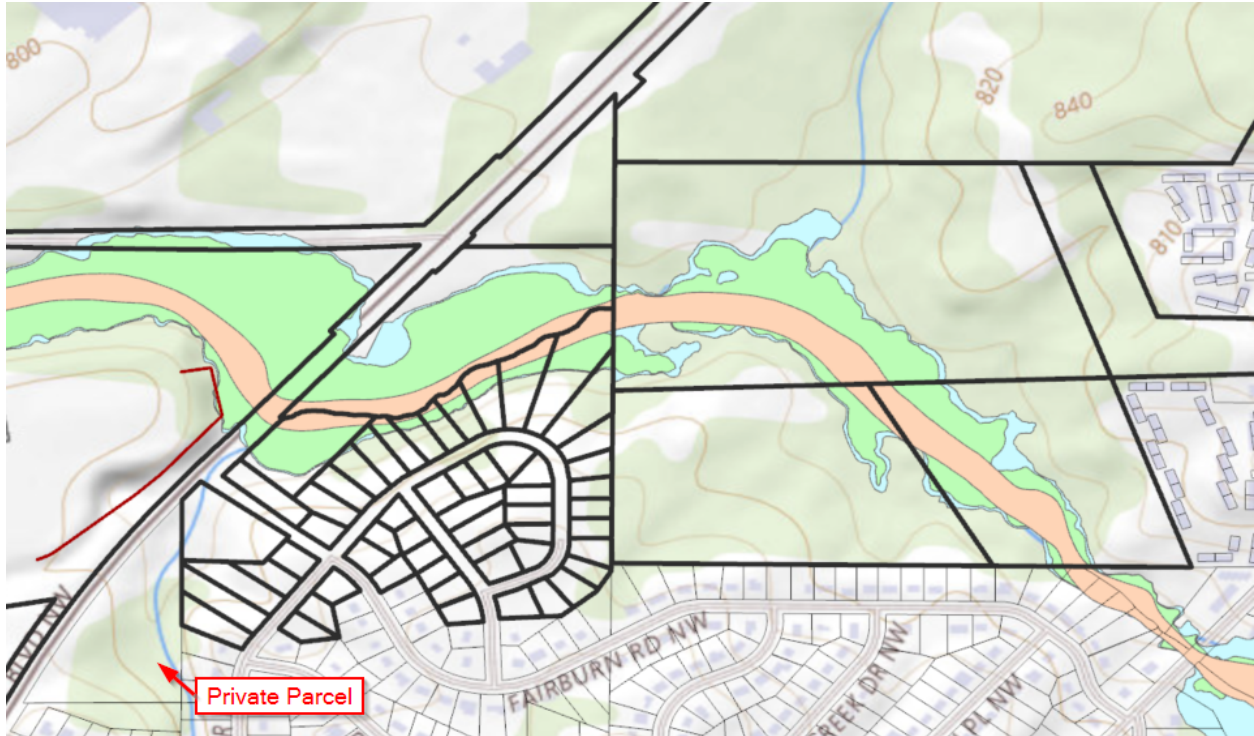 800
820
840
810
BLVD NW
FAIRBURN RD NW
CREEK DR NW
PL NW
R
Private Parcel